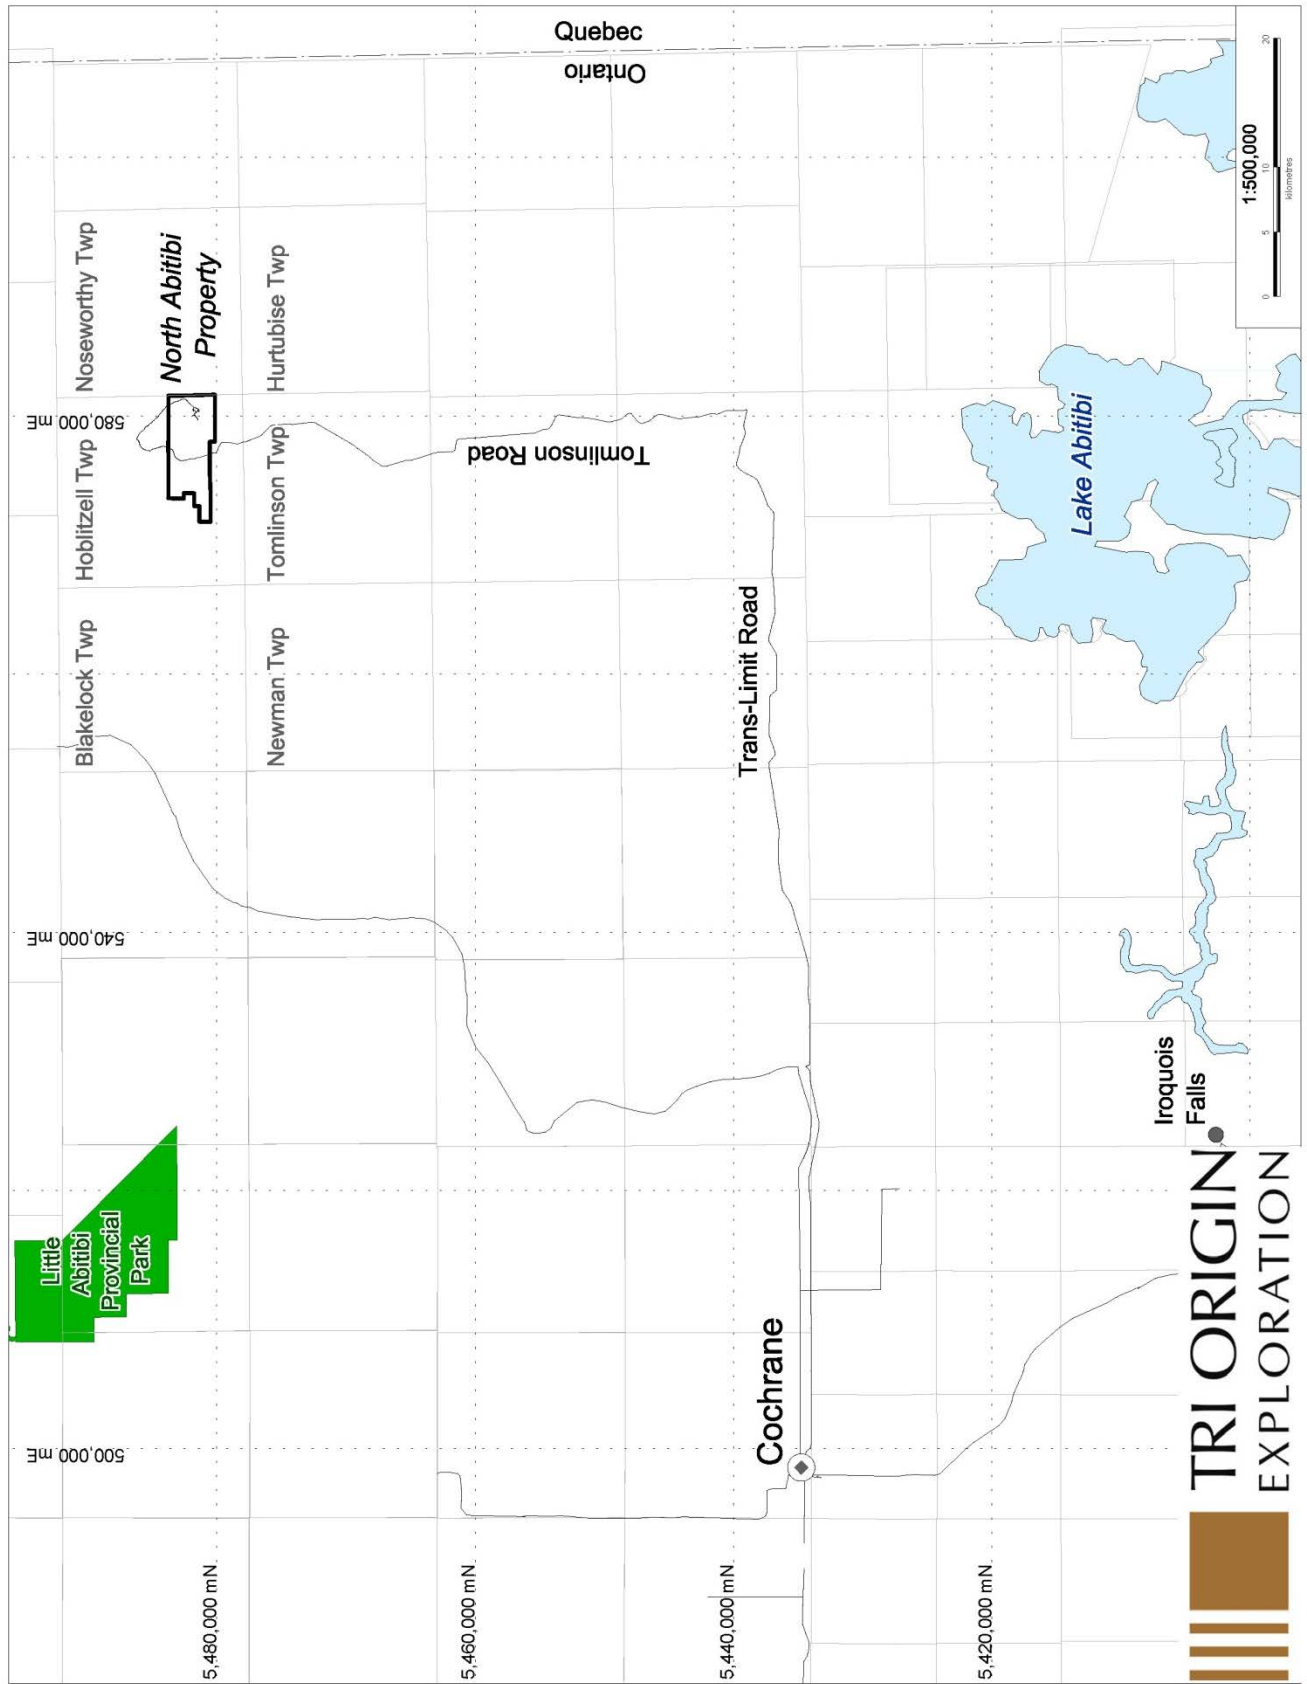 Little
Abitibi
Provincial
Park
Blakelock Twp
Hoblitzell Twp
Noseworthy Twp
500,000 mE
540,000 mE
580,000 mE
North Abitibi
Property
5,480,000 mN
Newman Twp
Tomlinson Twp
Hurtubise Twp
5,460,000 mN
Tomlinson Road
Quebec
Ontario
5,440,000 mN
Trans-Limit Road
Cochrane
5,420,000 mN
Lake Abitibi
Iroquois
Falls
TRI ORIGIN
EXPLORATION
1:500,000
0 5 10 20
kilometres